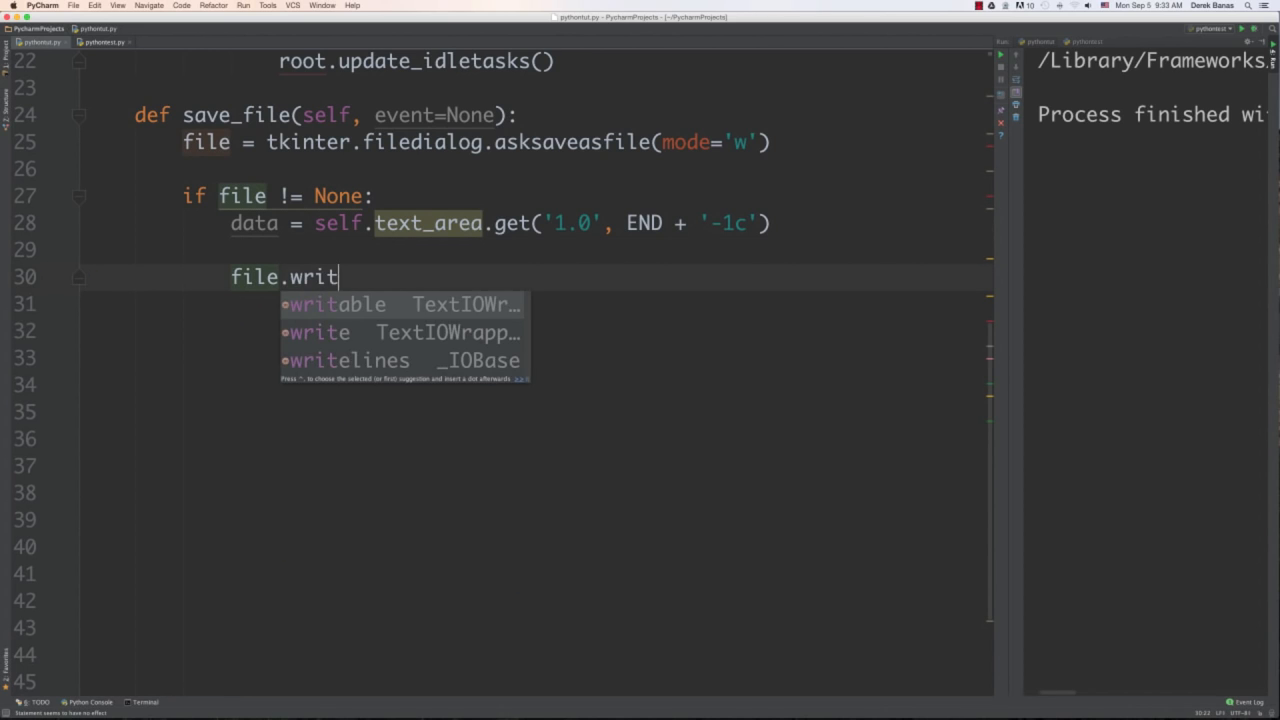 PyCharm File Edit View Navigate Code Refactor Run Tools VCS Window Help 10 Mon Sep 5 9:33 AM Derek Banas
pythontut.py - PycharmProjects - [~/PycharmProjects]
PycharmProjects pythontut.py pythontut
pythontut.py pythontest.py Run: pythontut pythontest
22 root.update_idletasks()
/Library/Frameworks
23
24 def save_file(self, event=None):
Process finished wi
25 file = tkinter.filedialog.asksaveasfile(mode='w')
26
27 if file != None:
28 data = self.text_area.get('1.0', END + '-1c')
29
30 file.writ
31 writable TextIOWr…
32 write TextIOWrapp…
33 writelines _IOBase
Press ^. to choose the selected (or first) suggestion and insert a dot afterwards >>
34
35
36
37
38
39
40
41
42
43
44
45
1: Project
7: Structure
2: Favorites
4: Run
6: TODO Python Console Terminal Event Log
Statement seems to have no effect 30:22 LF: UTF-8: